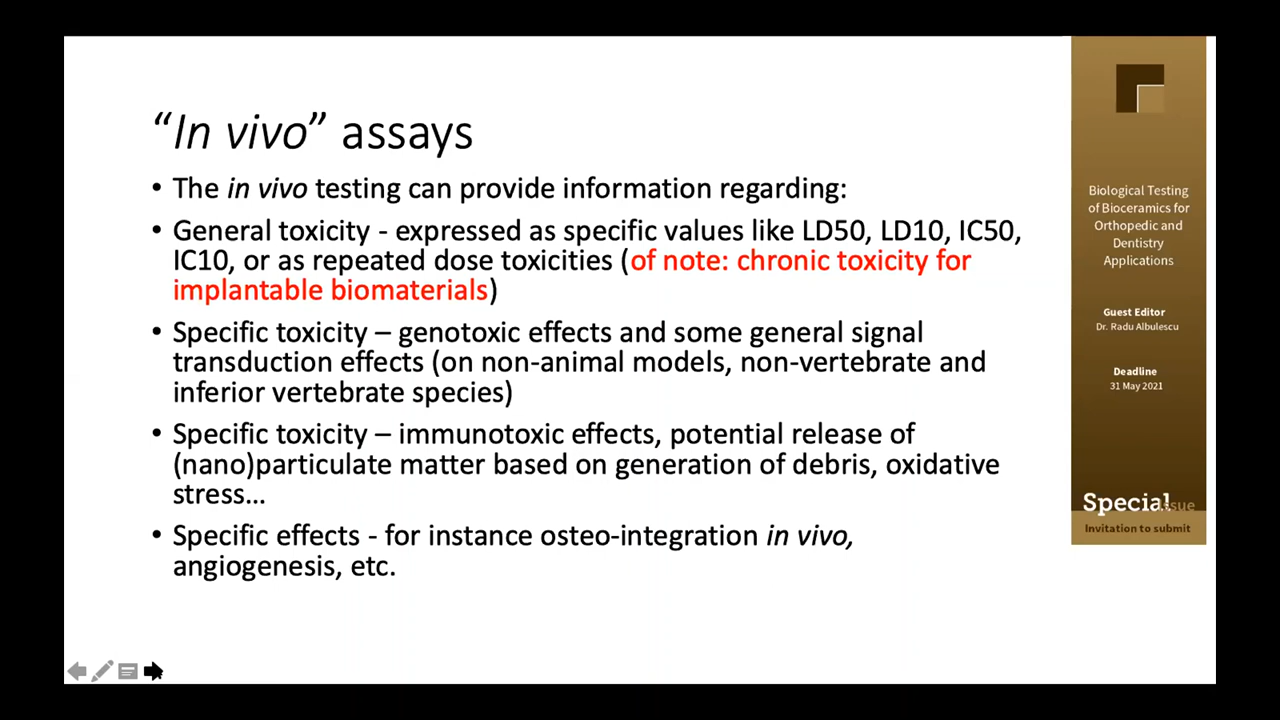 “In vivo” assays
• The in vivo testing can provide information regarding:
• General toxicity - expressed as specific values like LD50, LD10, IC50,
IC10, or as repeated dose toxicities (of note: chronic toxicity for
implantable biomaterials)
• Specific toxicity – genotoxic effects and some general signal
transduction effects (on non-animal models, non-vertebrate and
inferior vertebrate species)
• Specific toxicity – immunotoxic effects, potential release of
(nano)particulate matter based on generation of debris, oxidative
stress...
• Specific effects - for instance osteo-integration in vivo,
angiogenesis, etc.
Biological Testing
of Bioceramics for
Orthopedic and
Dentistry
Applications
Guest Editor
Dr. Radu Albulescu
Deadline
31 May 2021
Special Issue
Invitation to submit